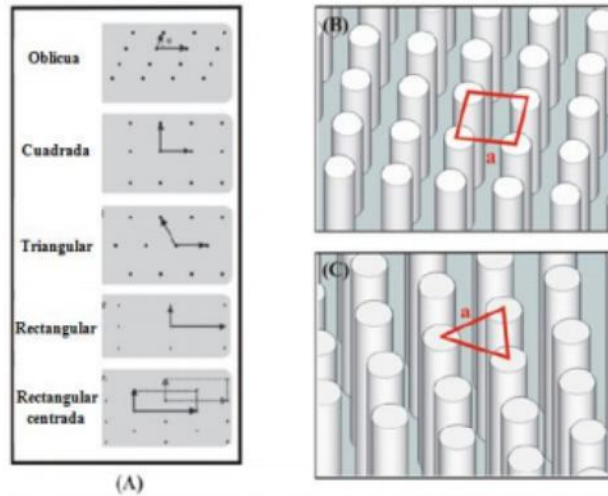 Oblicua
Cuadrada
Triangular
Rectangular
Rectangular
centrada
(A)
(B)
a
(C)
a